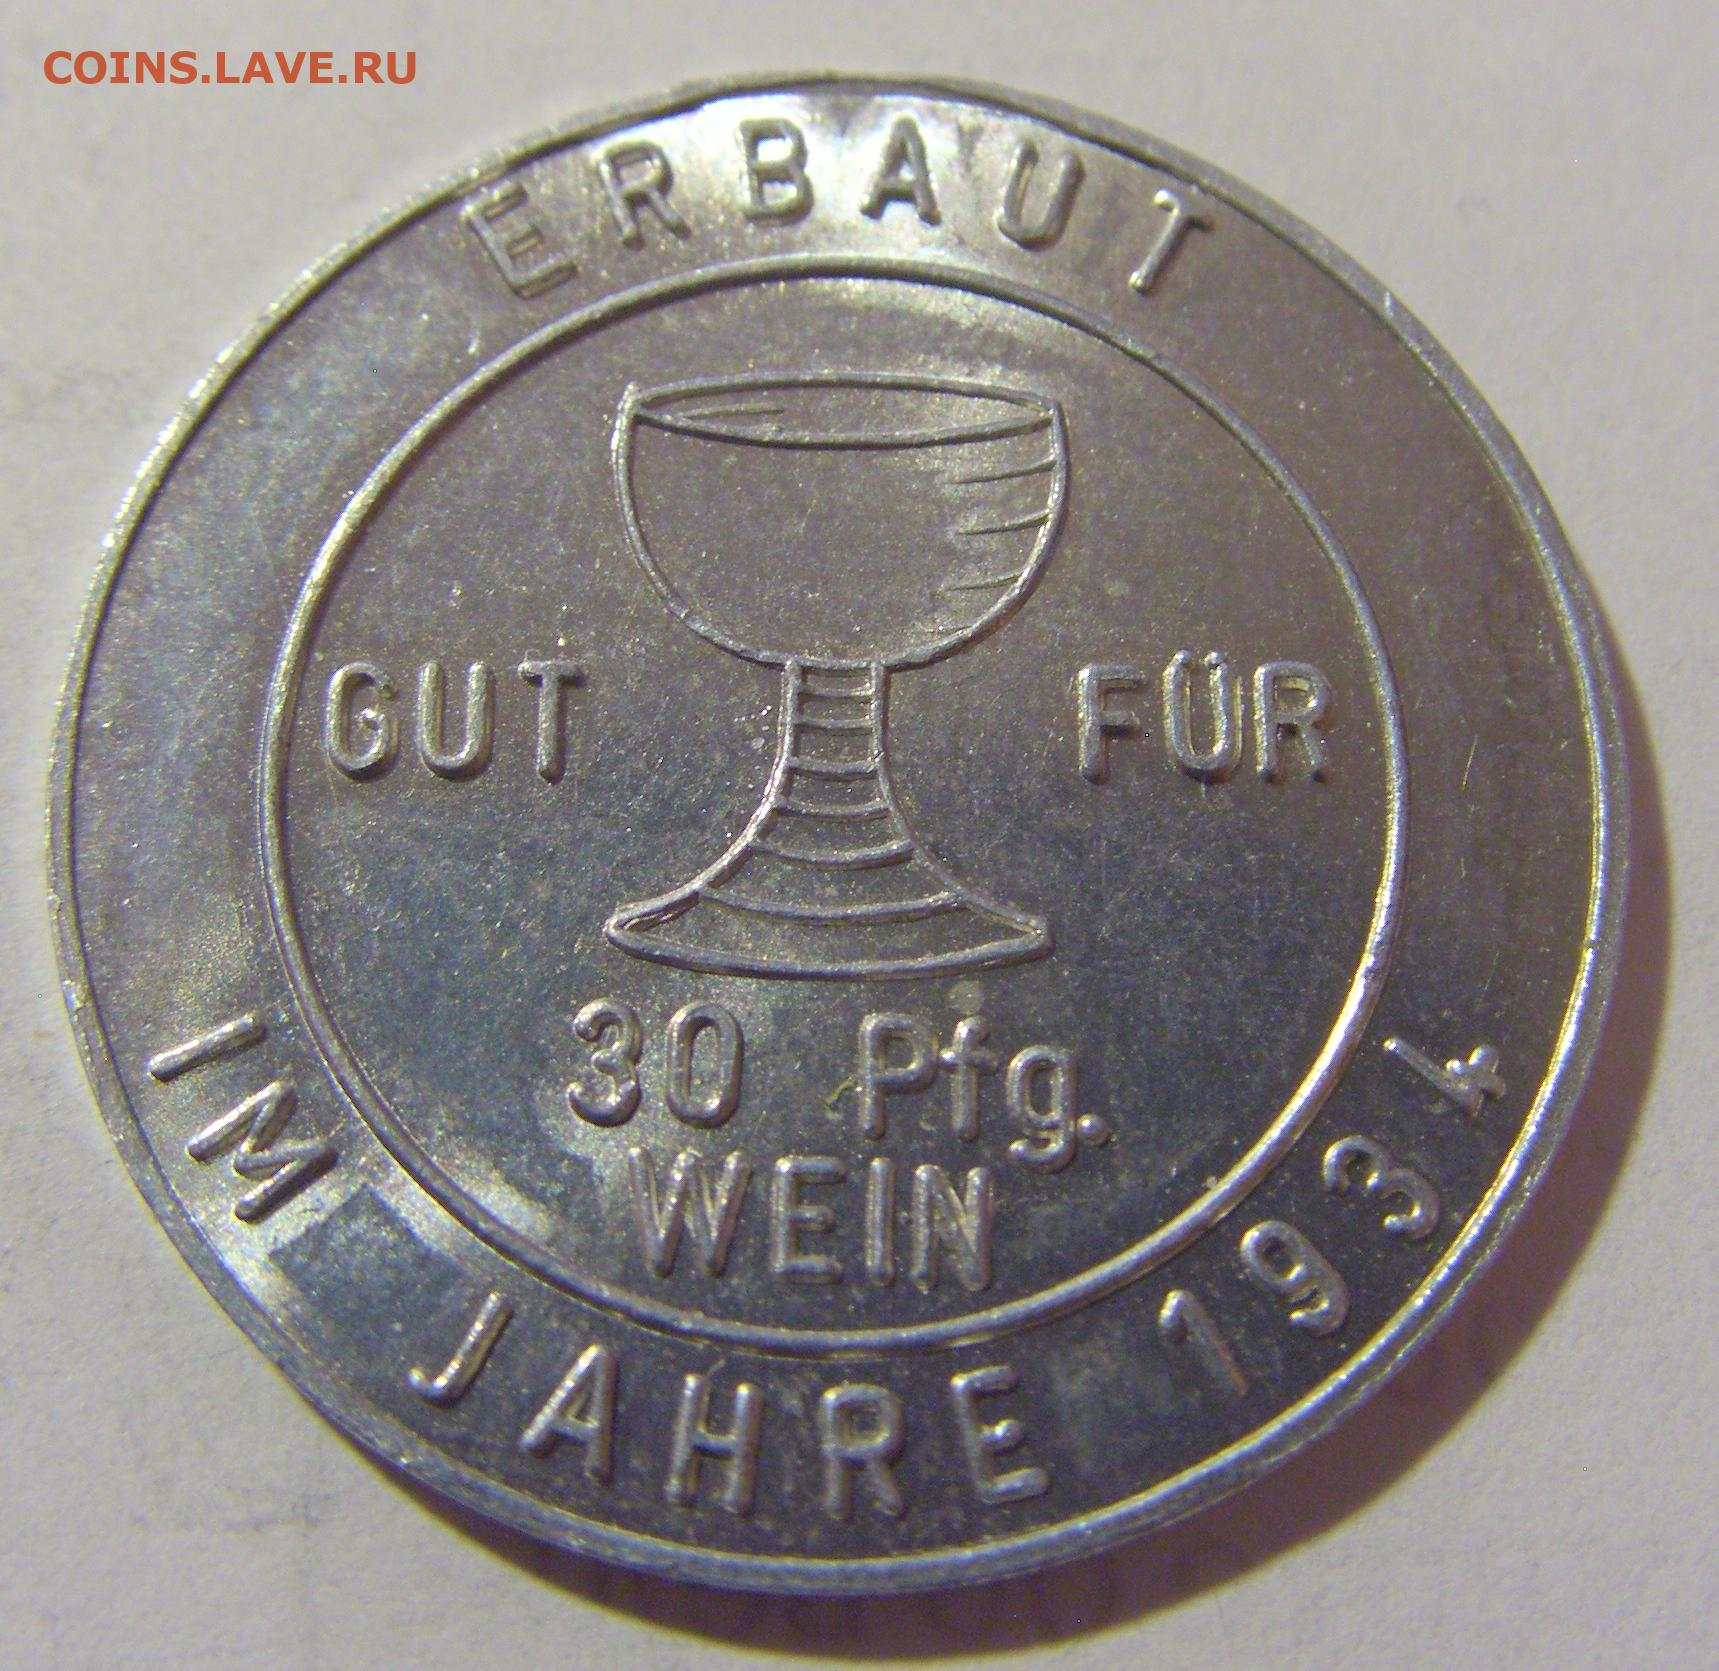 COINS.LAVE.RU
ERBAUT
GUT FÜR
30 Pfg.
WEIN
IM JAHRE 1934